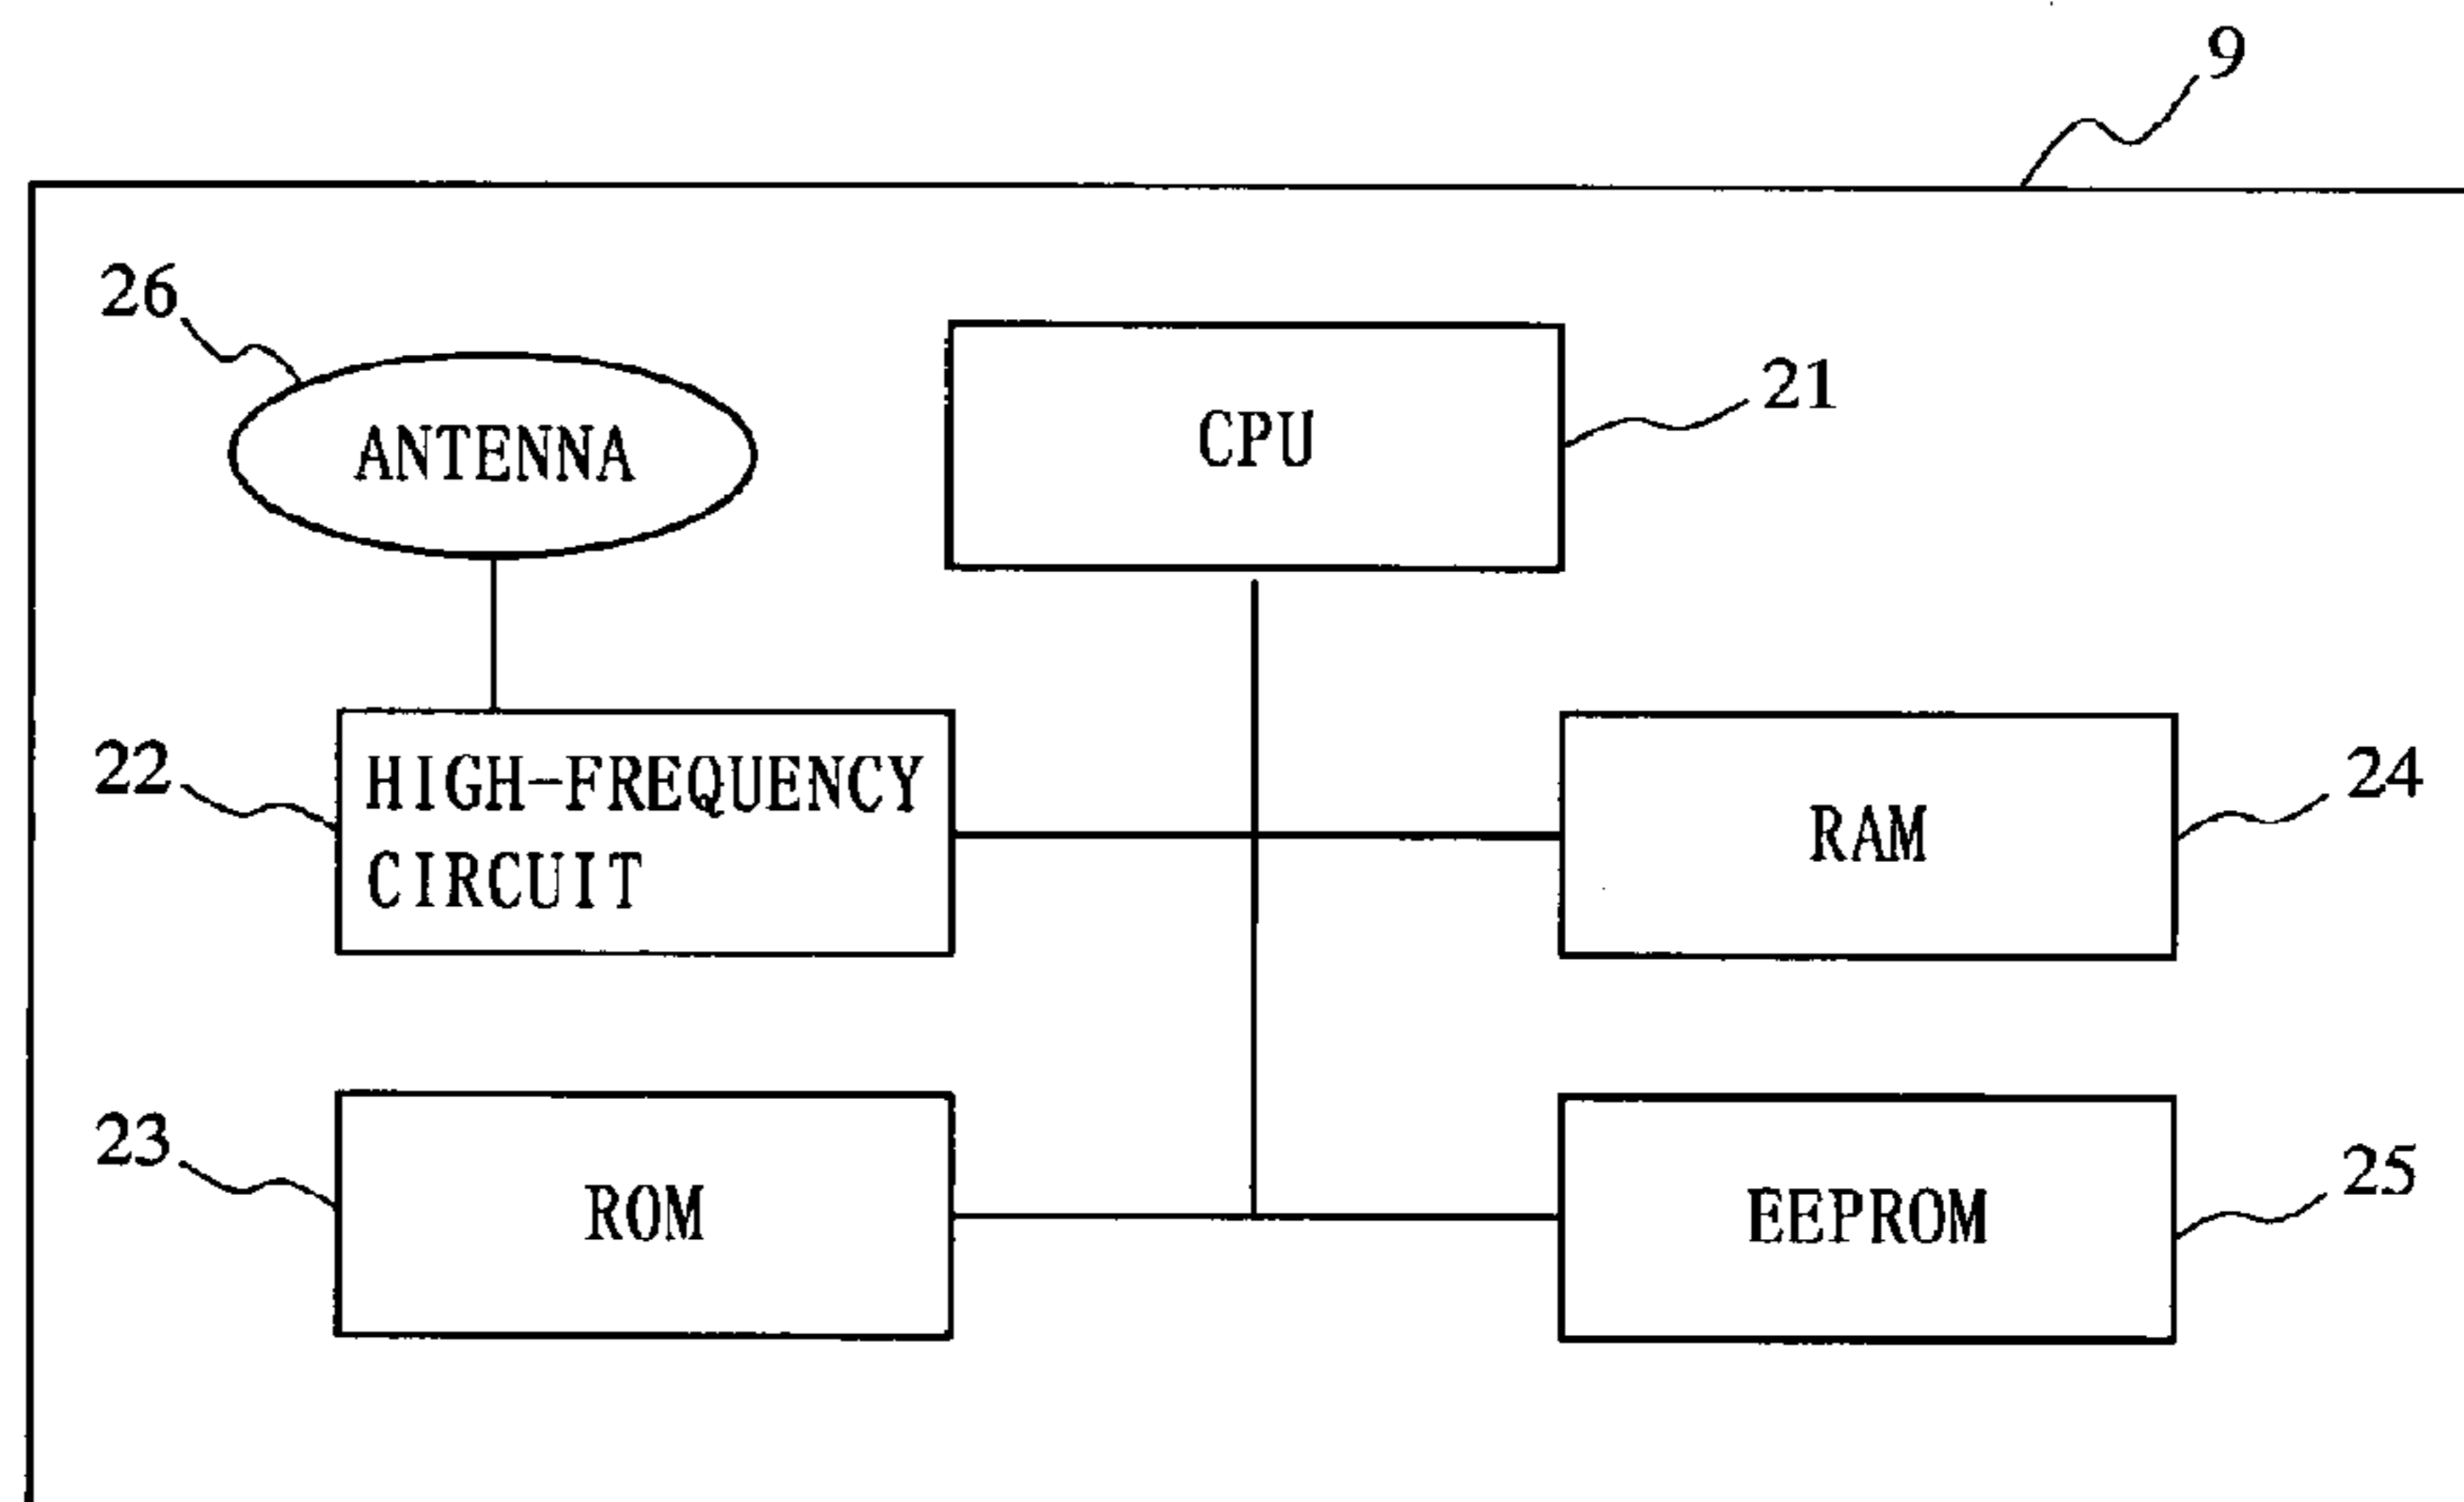 9
26
ANTENNA
CPU
21
22
HIGH-FREQUENCY
CIRCUIT
RAM
24
23
ROM
EEPROM
25